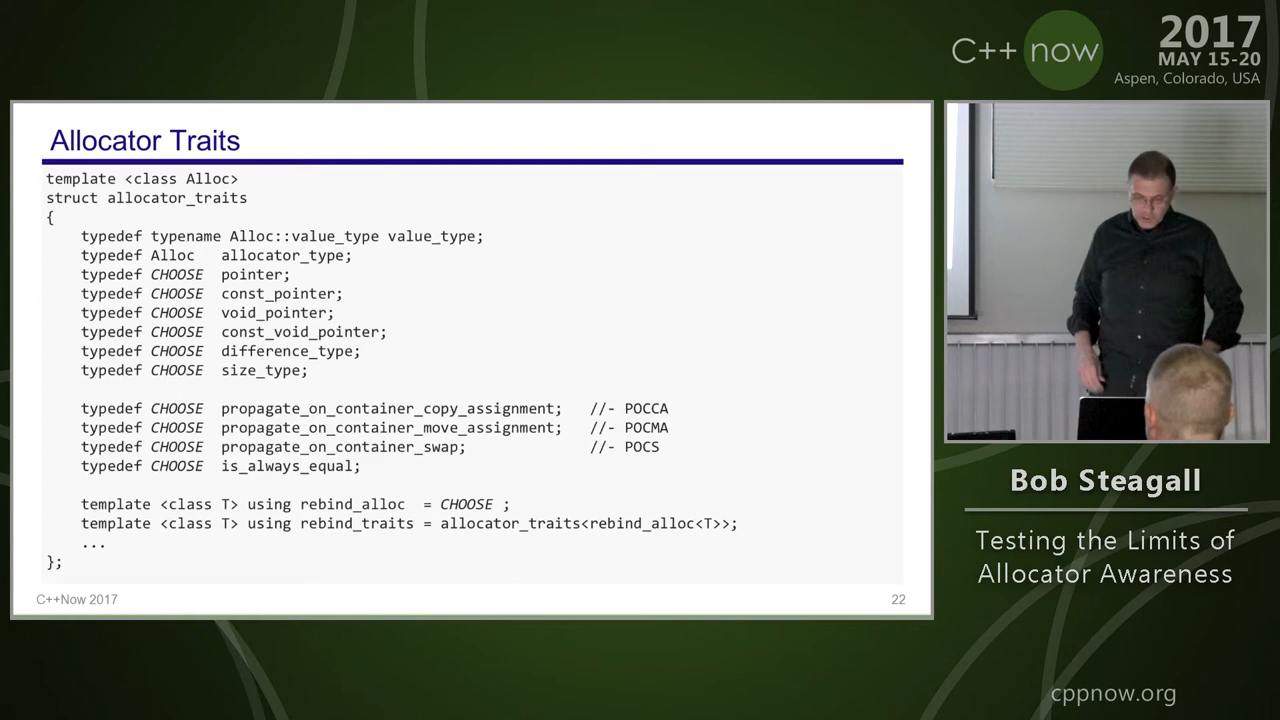 C++ now
2017
MAY 15-20
Aspen, Colorado, USA
Allocator Traits
template <class Alloc>
struct allocator_traits
{
    typedef typename Alloc::value_type value_type;
    typedef Alloc   allocator_type;
    typedef CHOOSE  pointer;
    typedef CHOOSE  const_pointer;
    typedef CHOOSE  void_pointer;
    typedef CHOOSE  const_void_pointer;
    typedef CHOOSE  difference_type;
    typedef CHOOSE  size_type;
    typedef CHOOSE  propagate_on_container_copy_assignment;   //- POCCA
    typedef CHOOSE  propagate_on_container_move_assignment;   //- POCMA
    typedef CHOOSE  propagate_on_container_swap;              //- POCS
    typedef CHOOSE  is_always_equal;
    template <class T> using rebind_alloc  = CHOOSE ;
    template <class T> using rebind_traits = allocator_traits<rebind_alloc<T>>;
    ...
};
C++Now 2017
22
Bob Steagall
Testing the Limits of
Allocator Awareness
cppnow.org